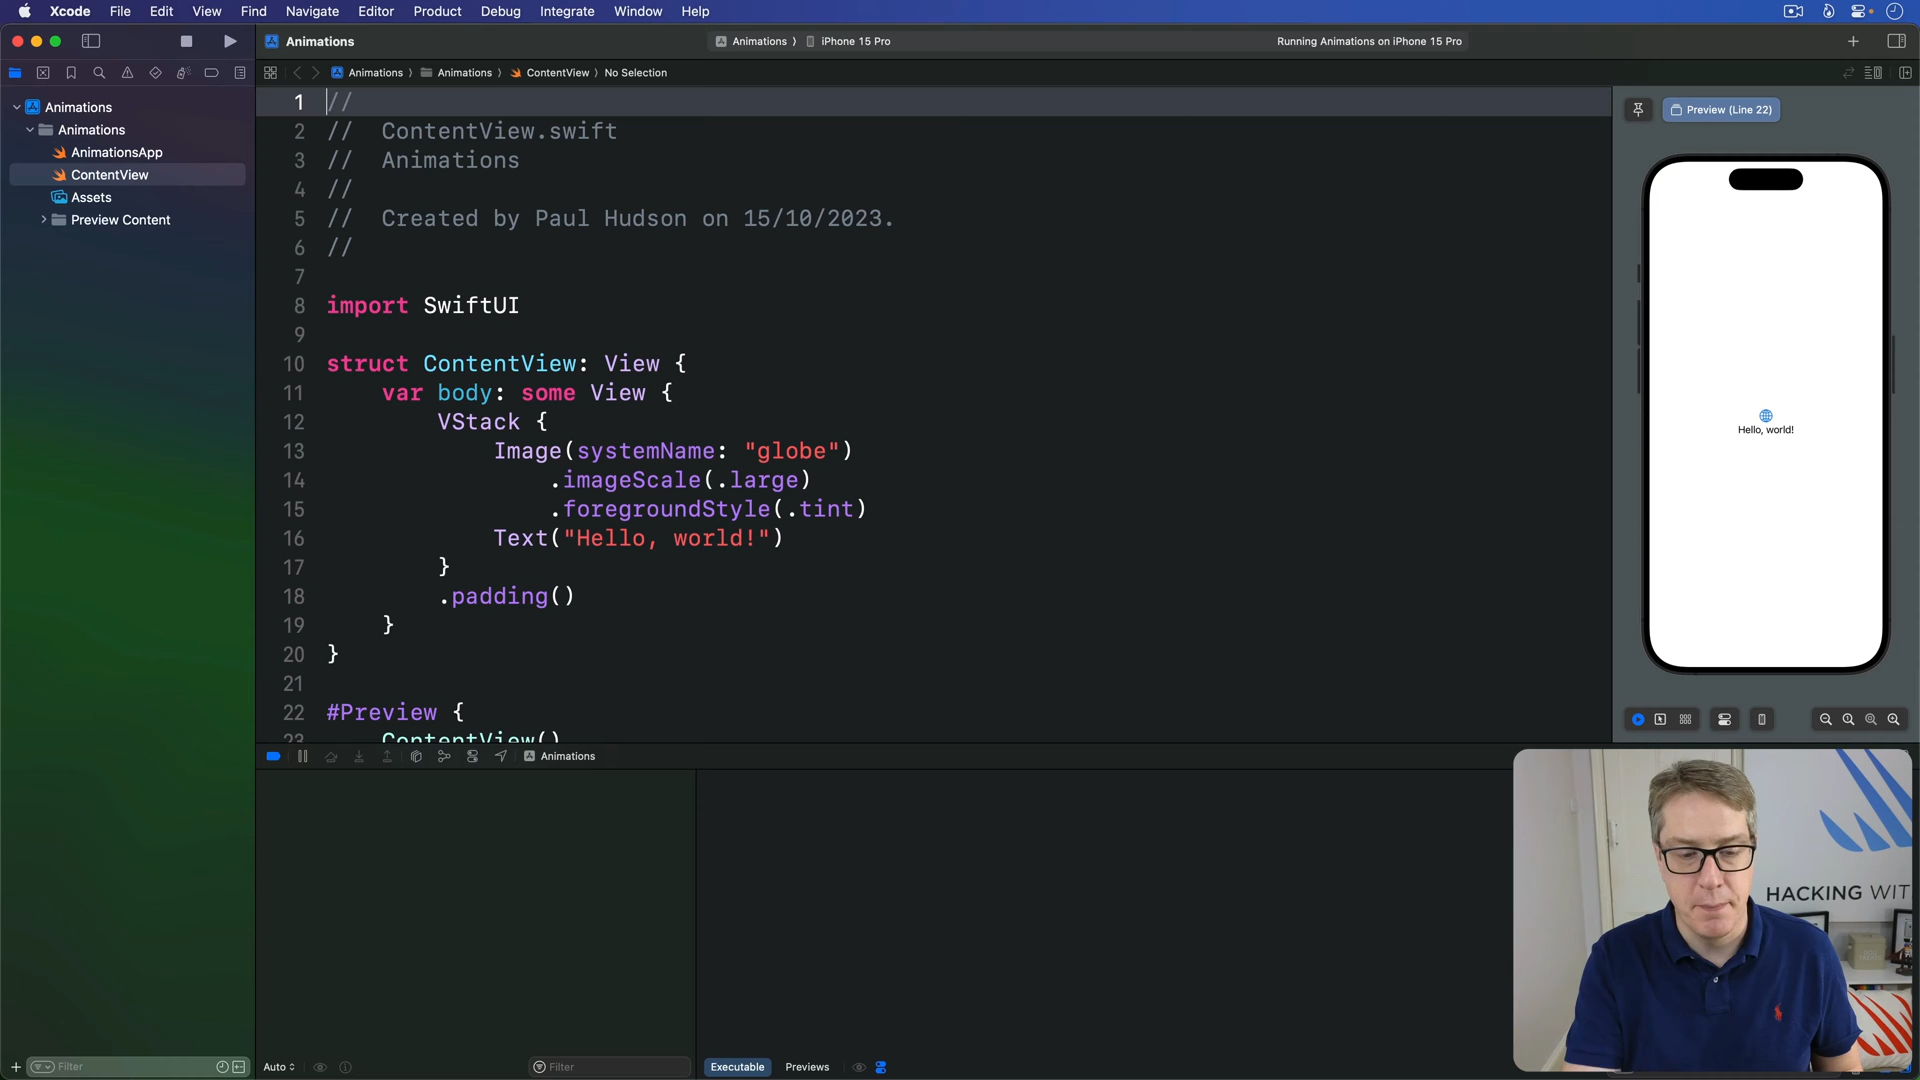 Xcode File Edit View Find Navigate Editor Product Debug Integrate Window Help
Animations
Animations 〉 iPhone 15 Pro
Running Animations on iPhone 15 Pro
Animations 〉 Animations 〉 ContentView 〉 No Selection
Animations
Animations
AnimationsApp
ContentView
Assets
Preview Content
1 //
2 //  ContentView.swift
3 //  Animations
4 //
5 //  Created by Paul Hudson on 15/10/2023.
6 //
7
8 import SwiftUI
9
10 struct ContentView: View {
11     var body: some View {
12         VStack {
13             Image(systemName: "globe")
14                 .imageScale(.large)
15                 .foregroundStyle(.tint)
16             Text("Hello, world!")
17         }
18         .padding()
19     }
20 }
21
22 #Preview {
23     ContentView()
Preview (Line 22)
Hello, world!
Animations
HACKING WIT
Filter
Auto
Filter
Executable Previews